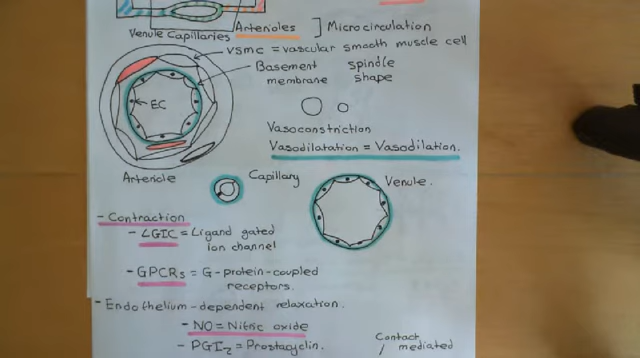 Venule Capillaries Arterioles ] Microcirculation
VSMC = vascular smooth muscle cell
Basement spindle
membrane shape
EC
Vasoconstriction
Vasodilatation = Vasodilation.
Arteriole
Capillary
Venule.
- Contraction
- LGIC = Ligand gated
ion channel
- GPCRs = G-protein-coupled
receptors.
- Endothelium-dependent relaxation.
- NO = Nitric oxide
- PGI2 = Prostacyclin.
Contact
mediated